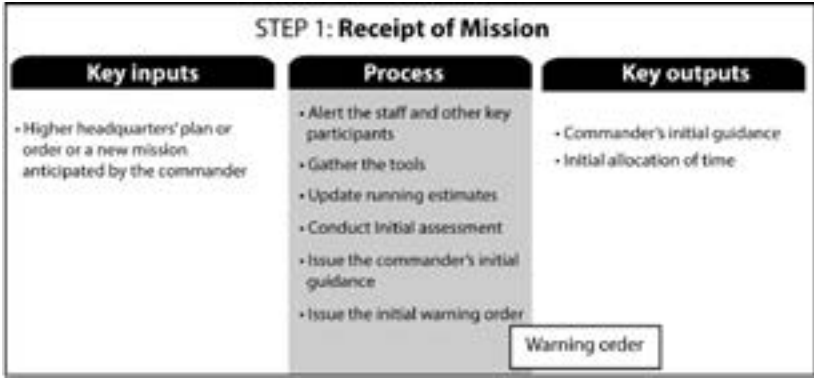 STEP 1: Receipt of Mission
Key inputs
• Higher headquarters' plan or
order or a new mission
anticipated by the commander
Process
• Alert the staff and other key
participants
• Gather the tools
• Update running estimates
• Conduct Initial assessment
• Issue the commander's initial
guidance
• Issue the initial warning order
Key outputs
• Commander's initial guidance
• Initial allocation of time
Warning order